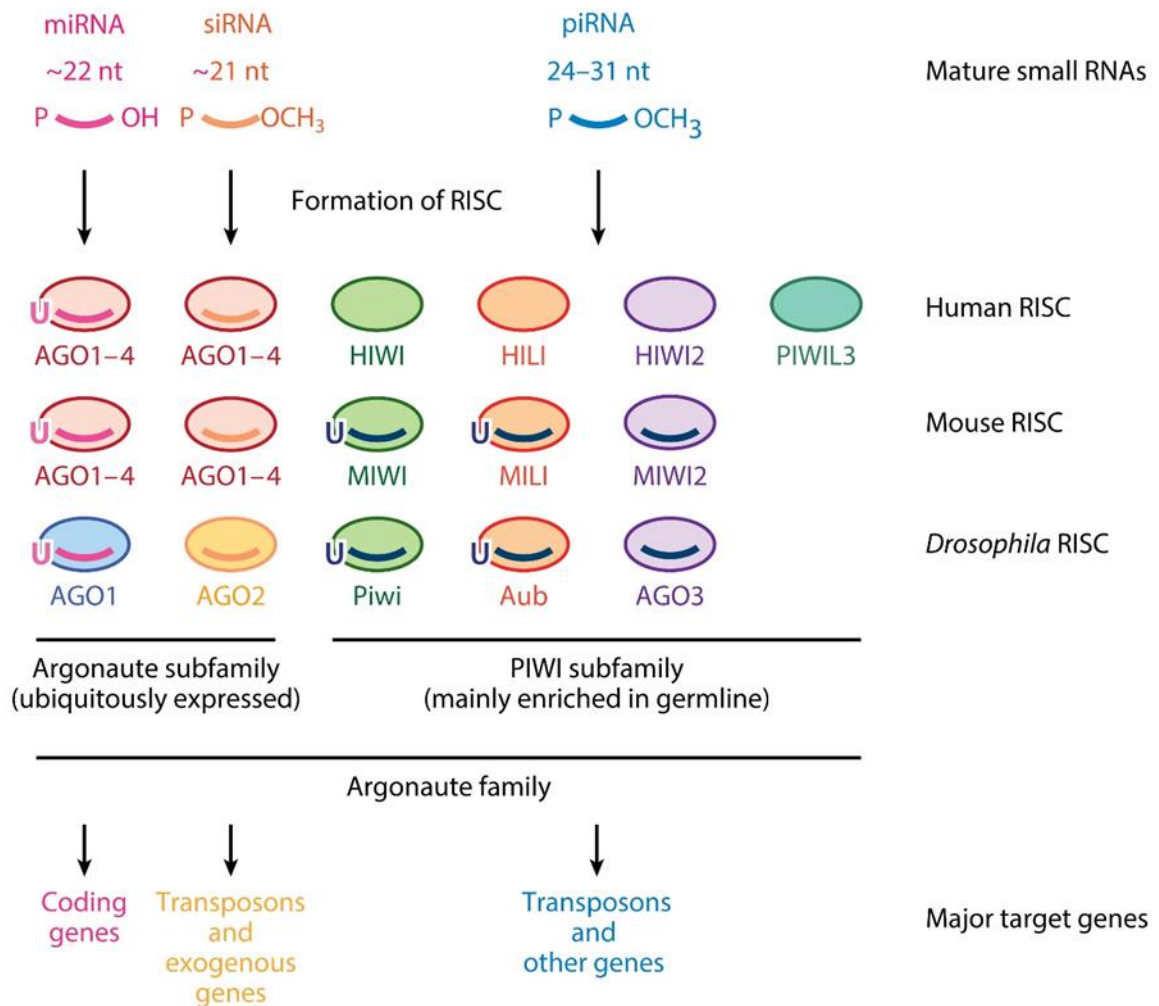 miRNA
siRNA
piRNA
~22 nt
~21 nt
24–31 nt
Mature small RNAs
P OH
P OCH₃
P OCH₃
Formation of RISC
U
Human RISC
AGO1–4
AGO1–4
HIWI
HILI
HIWI2
PIWIL3
U
U
U
Mouse RISC
AGO1–4
AGO1–4
MIWI
MILI
MIWI2
U
U
U
Drosophila RISC
AGO1
AGO2
Piwi
Aub
AGO3
Argonaute subfamily
(ubiquitously expressed)
PIWI subfamily
(mainly enriched in germline)
Argonaute family
Coding
genes
Transposons
and
exogenous
genes
Transposons
and
other genes
Major target genes